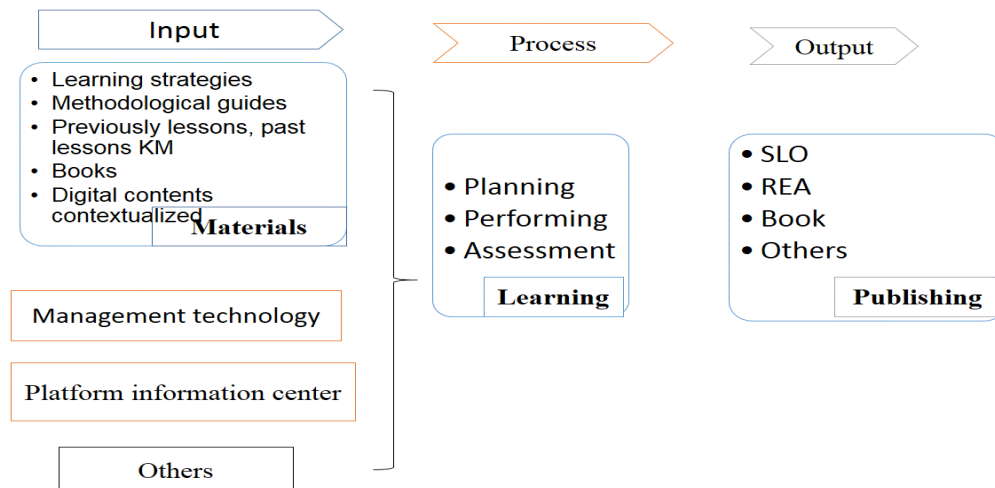 Input
• Learning strategies
• Methodological guides
• Previously lessons, past
lessons KM
• Books
• Digital contents
contextualized
Materials
Management technology
Platform information center
Others
Process
• Planning
• Performing
• Assessment
Learning
Output
• SLO
• REA
• Book
• Others
Publishing